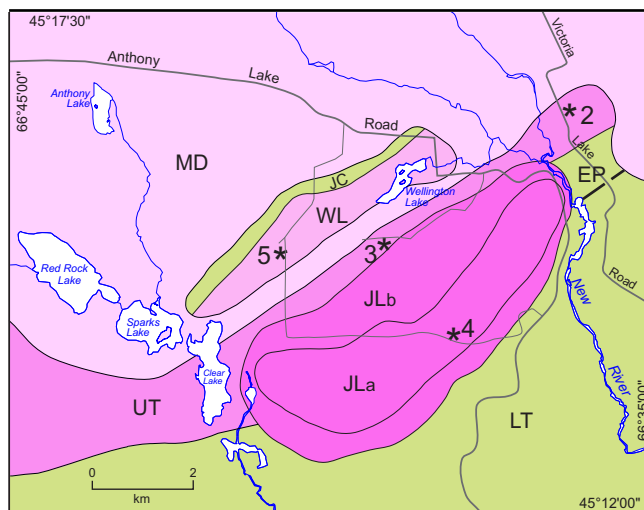 45°17'30"
66°45'00"
Anthony
Lake
Road
Victoria
Lake
Road
Anthony
Lake
* 2
MD
JC
EP
WL
Wellington
Lake
5 *
3 *
Red Rock
Lake
New
River
JLb
Sparks
Lake
* 4
Clear
Lake
JLa
UT
LT
66°35'00"
0 2
km
45°12'00"